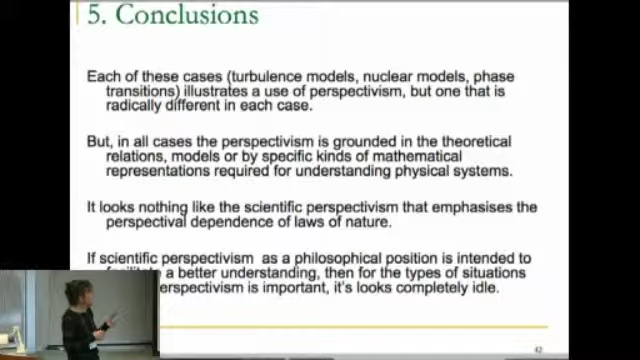 5. Conclusions
Each of these cases (turbulence models, nuclear models, phase
transitions) illustrates a use of perspectivism, but one that is
radically different in each case.
But, in all cases the perspectivism is grounded in the theoretical
relations, models or by specific kinds of mathematical
representations required for understanding physical systems.
It looks nothing like the scientific perspectivism that emphasises the
perspectival dependence of laws of nature.
If scientific perspectivism as a philosophical position is intended to
a better understanding, then for the types of situations
is important, it's looks completely idle.
42